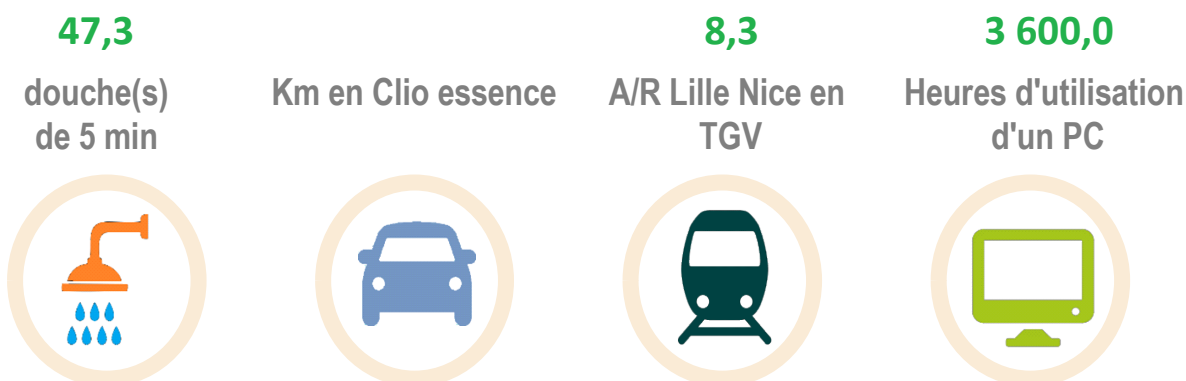 47,3
douche(s)
de 5 min
Km en Clio essence
8,3
A/R Lille Nice en
TGV
3 600,0
Heures d'utilisation
d'un PC